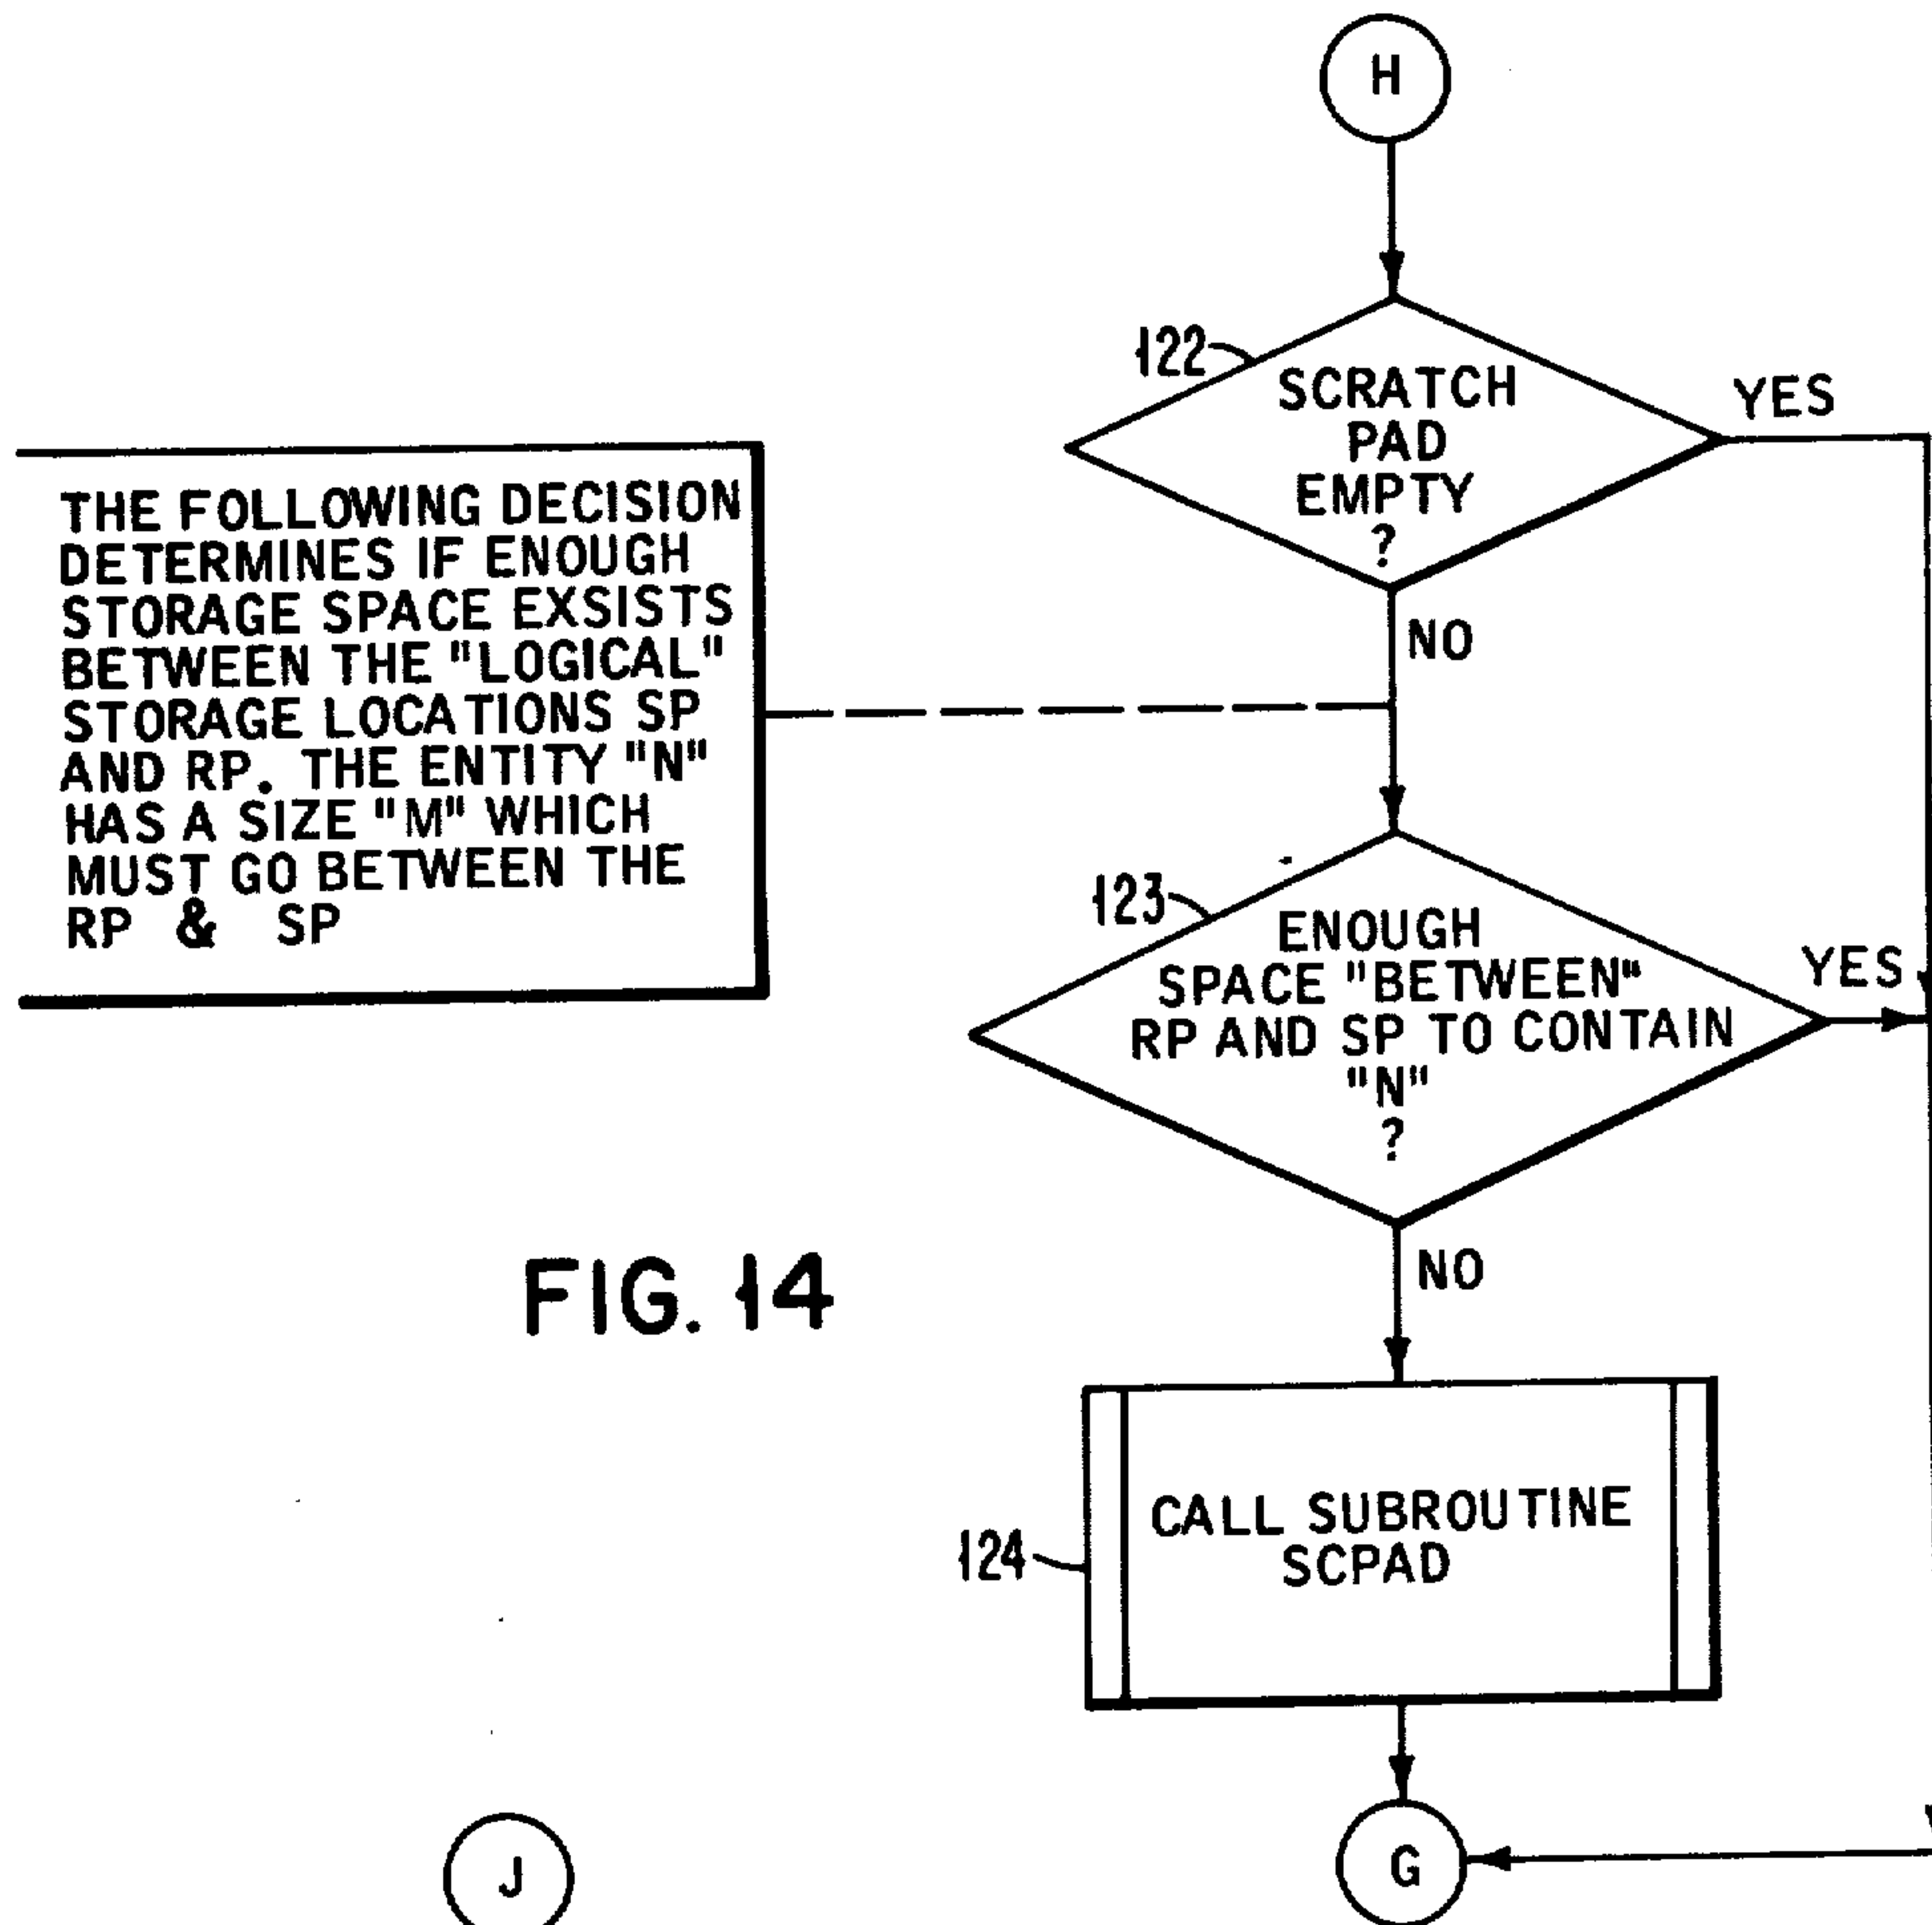 H
122
SCRATCH
PAD
EMPTY
?
YES
NO
THE FOLLOWING DECISION
DETERMINES IF ENOUGH
STORAGE SPACE EXSISTS
BETWEEN THE "LOGICAL"
STORAGE LOCATIONS SP
AND RP. THE ENTITY "N"
HAS A SIZE "M" WHICH
MUST GO BETWEEN THE
RP & SP
123
ENOUGH
SPACE "BETWEEN"
RP AND SP TO CONTAIN
"N"
?
YES
NO
FIG. 14
124
CALL SUBROUTINE
SCPAD
J
G